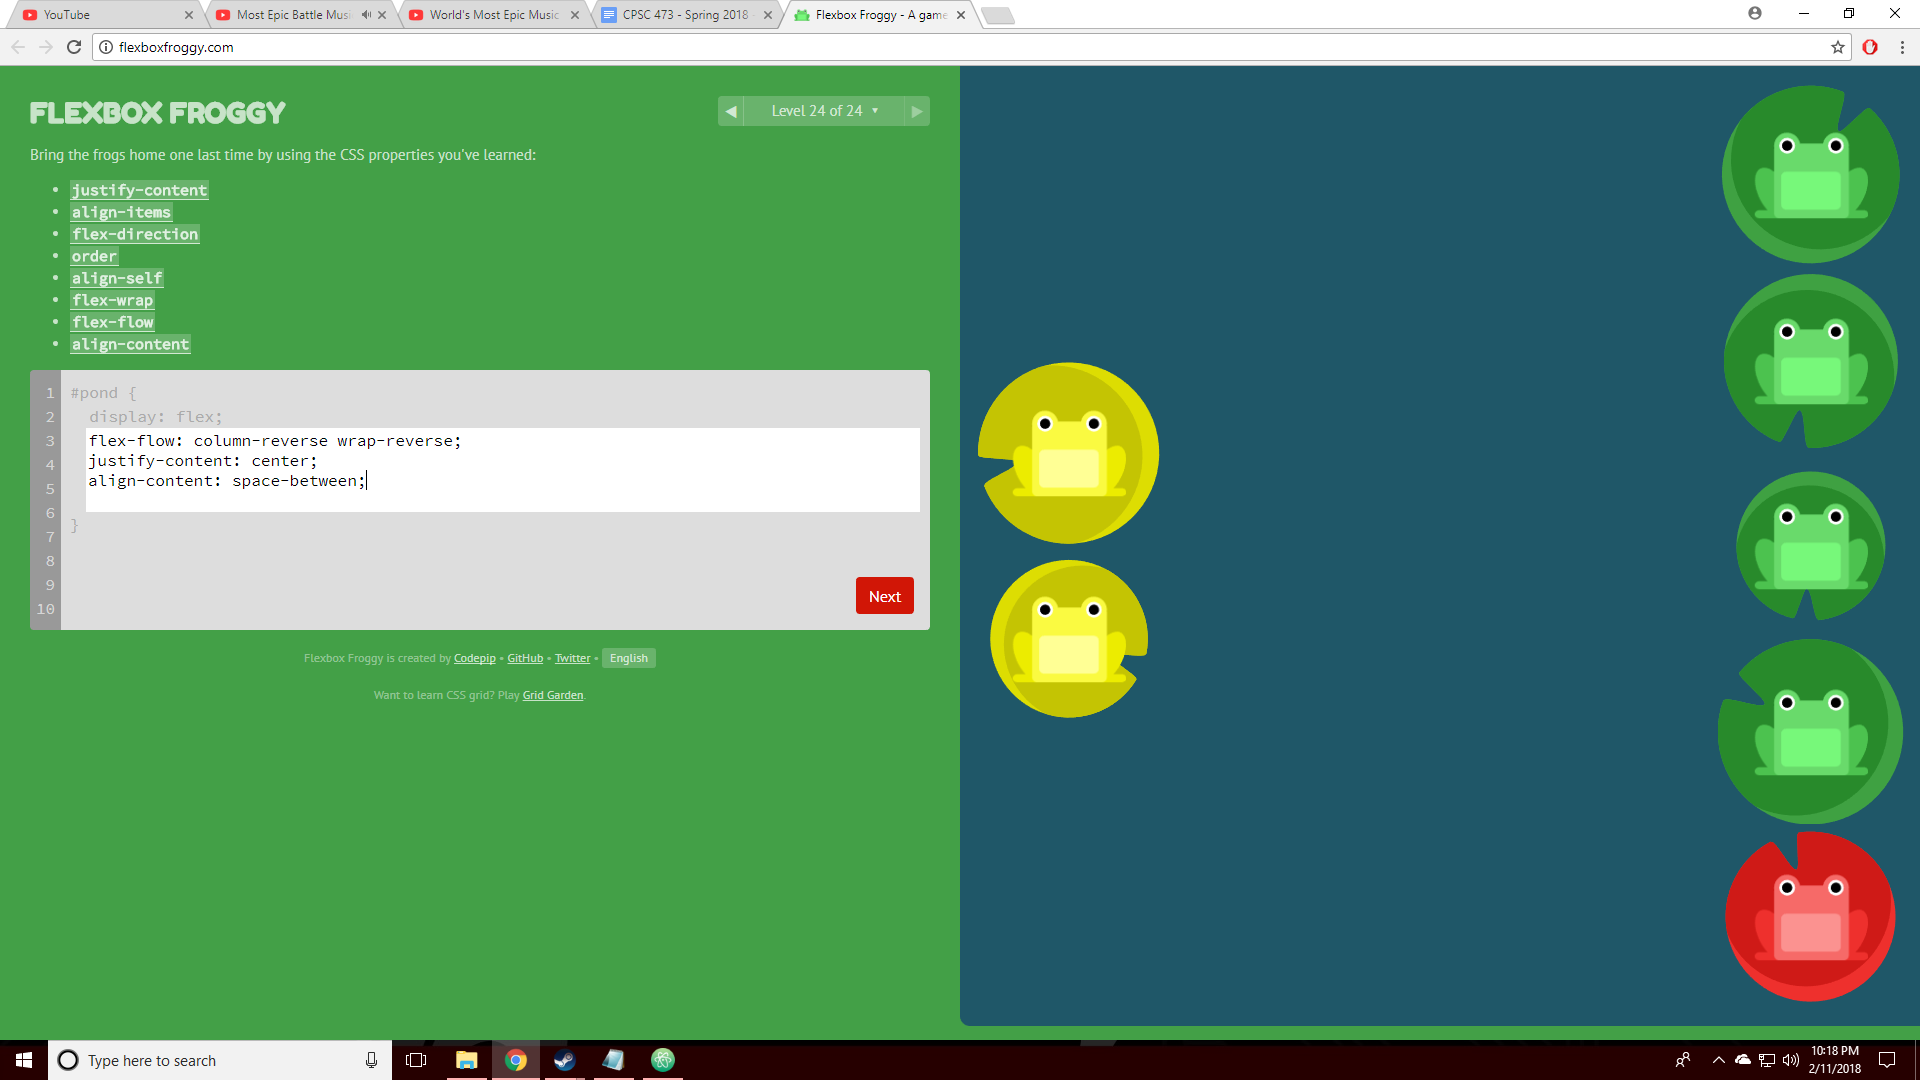 YouTube
Most Epic Battle Musi
World's Most Epic Music
CPSC 473 - Spring 2018 -
Flexbox Froggy - A game
flexboxfroggy.com
FLEXBOX FROGGY
Level 24 of 24
Bring the frogs home one last time by using the CSS properties you've learned:
justify-content
align-items
flex-direction
order
align-self
flex-wrap
flex-flow
align-content
1 #pond {
2 display: flex;
3 flex-flow: column-reverse wrap-reverse;
4 justify-content: center;
5 align-content: space-between;
6 }
7
8
9
10
Next
Flexbox Froggy is created by Codepip • GitHub • Twitter • English
Want to learn CSS grid? Play Grid Garden.
Type here to search
10:18 PM
2/11/2018